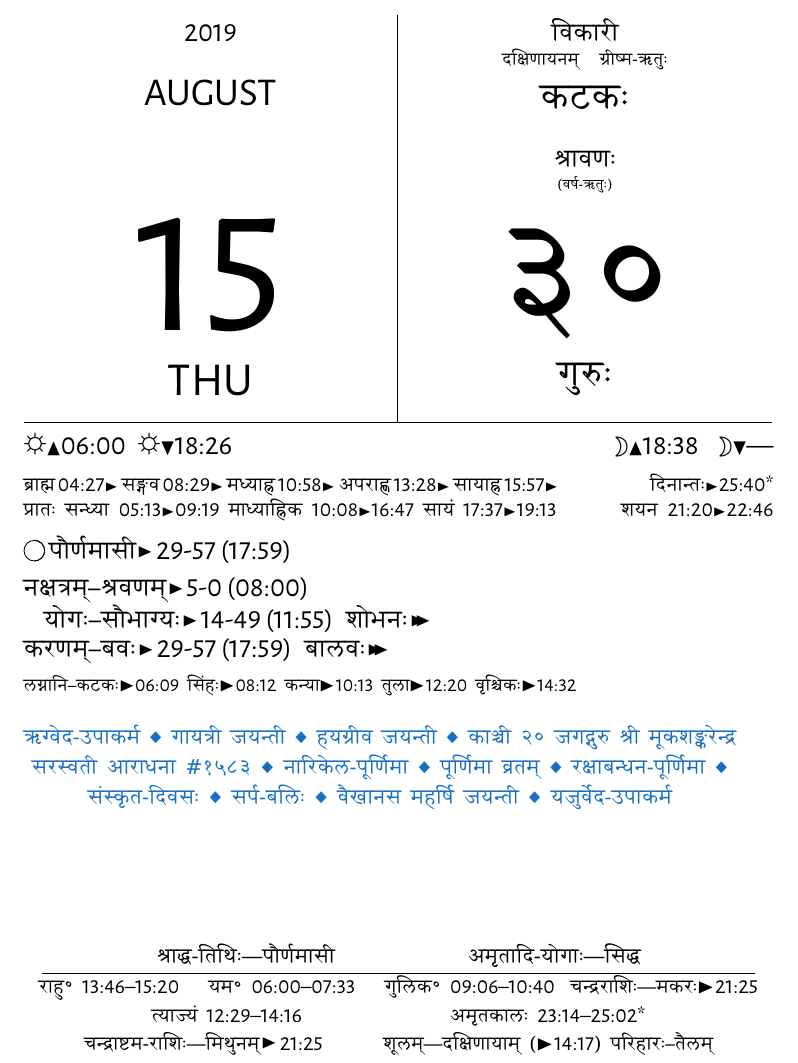 2019
AUGUST
15
THU
विकारी
दक्षिणायनम् ग्रीष्म-ऋतुः
कटकः
श्रावणः
(वर्ष-ऋतुः)
३०
गुरुः
☼▲06:00 ☼▼18:26 ☽▲18:38 ☽▼—
ब्राह्म 04:27► सङ्गव 08:29► मध्याह्न 10:58► अपराह्ण 13:28► सायाह्न 15:57► दिनान्तः►25:40*
प्रातः सन्ध्या 05:13►09:19 माध्याह्निक 10:08►16:47 सायं 17:37►19:13 शयन 21:20►22:46
◯ पौर्णमासी► 29-57 (17:59)
नक्षत्रम्–श्रवणम्►5-0 (08:00)
योगः–सौभाग्यः►14-49 (11:55) शोभनः►►
करणम्–बवः► 29-57 (17:59) बालवः►►
लग्नानि–कटकः►06:09 सिंहः►08:12 कन्या►10:13 तुला►12:20 वृश्चिकः►14:32
ऋग्वेद-उपाकर्म ◆ गायत्री जयन्ती ◆ हयग्रीव जयन्ती ◆ काञ्ची २० जगद्गुरु श्री मूकशङ्करेन्द्र
सरस्वती आराधना #१५८३ ◆ नारिकेल-पूर्णिमा ◆ पूर्णिमा व्रतम् ◆ रक्षाबन्धन-पूर्णिमा ◆
संस्कृत-दिवसः ◆ सर्प-बलिः ◆ वैखानस महर्षि जयन्ती ◆ यजुर्वेद-उपाकर्म
श्राद्ध-तिथिः—पौर्णमासी अमृतादि-योगाः—सिद्ध
राहु॰ 13:46–15:20 यम॰ 06:00–07:33 गुलिक॰ 09:06–10:40 चन्द्रराशिः—मकरः►21:25
त्याज्यं 12:29–14:16 अमृतकालः 23:14–25:02*
चन्द्राष्टम-राशिः—मिथुनम्► 21:25 शूलम्—दक्षिणायाम् (►14:17) परिहारः–तैलम्